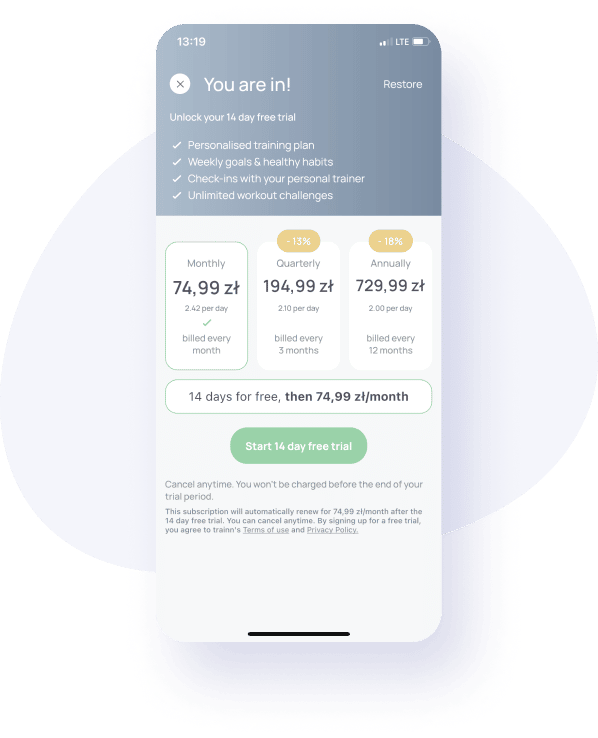 13:19
LTE
You are in!
Restore
Unlock your 14 day free trial
Personalised training plan
Weekly goals & healthy habits
Check-ins with your personal trainer
Unlimited workout challenges
- 13%
- 18%
Monthly
Quarterly
Annually
74,99 zł
194,99 zł
729,99 zł
2.42 per day
2.10 per day
2.00 per day
billed every
month
billed every
3 months
billed every
12 months
14 days for free, then 74,99 zł/month
Start 14 day free trial
Cancel anytime. You won't be charged before the end of your
trial period.
This subscription will automatically renew for 74,99 zł/month after the
14 day free trial. You can cancel anytime. By signing up for a free trial,
you agree to trainn's Terms of use and Privacy Policy.